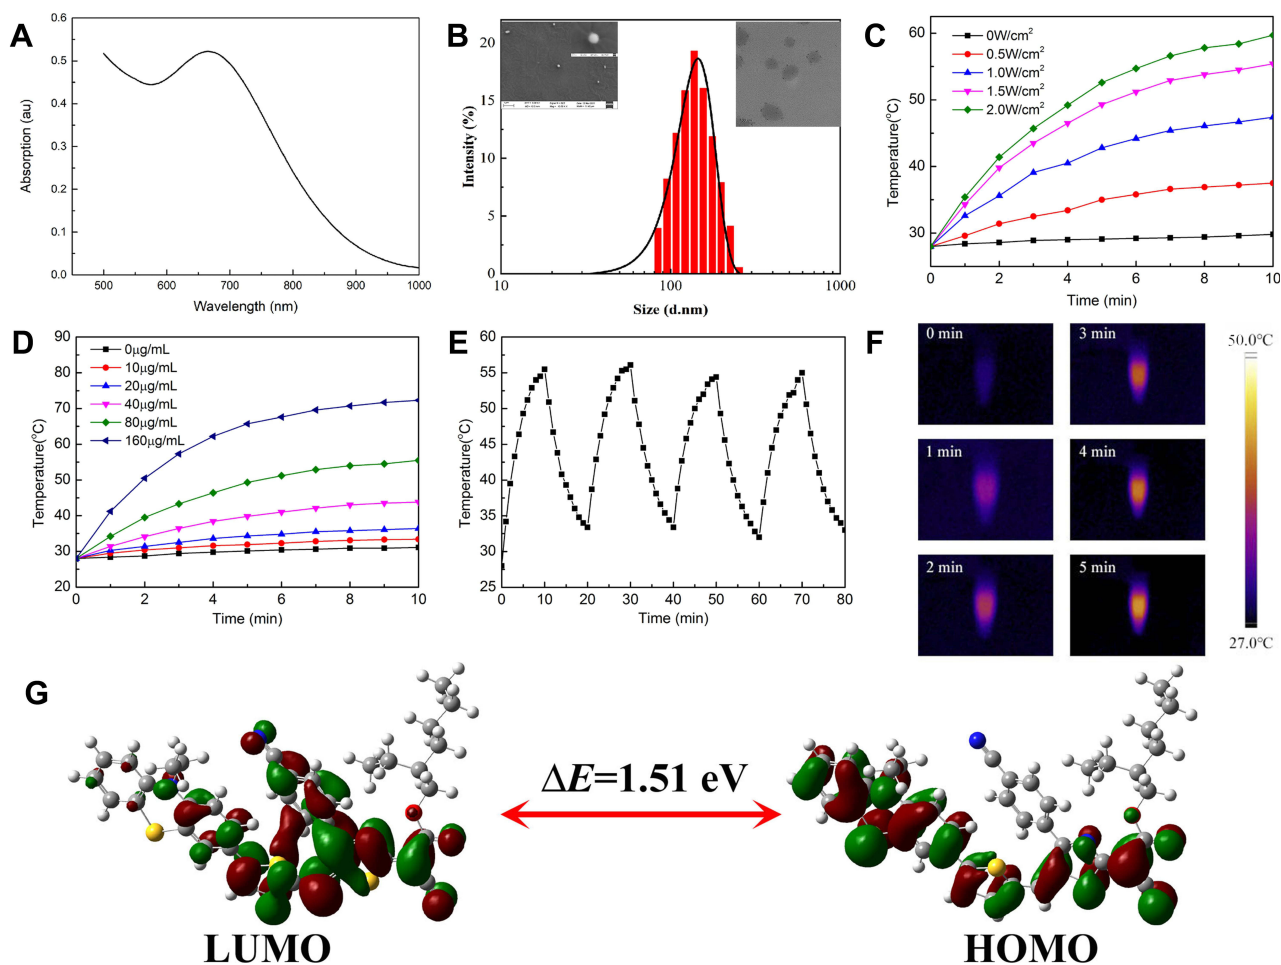 A
0.6
0.5
0.4
0.3
0.2
0.1
0.0
Absorption (au)
500 600 700 800 900 1000
Wavelength (nm)
B
20
15
10
5
0
Intensity (%)
10 100 1000
Size (d.nm)
C
0W/cm²
0.5W/cm²
1.0W/cm²
1.5W/cm²
2.0W/cm²
60
50
40
30
Temperature(°C)
0 2 4 6 8 10
Time (min)
D
90
80
70
60
50
40
30
20
0μg/mL
10μg/mL
20μg/mL
40μg/mL
80μg/mL
160μg/mL
Temperature(°C)
0 2 4 6 8 10
Time (min)
E
60
55
50
45
40
35
30
25
Temperature(°C)
0 10 20 30 40 50 60 70 80
Time (min)
F
0 min
3 min
1 min
4 min
2 min
5 min
50.0℃
27.0℃
G
ΔE=1.51 eV
LUMO
HOMO